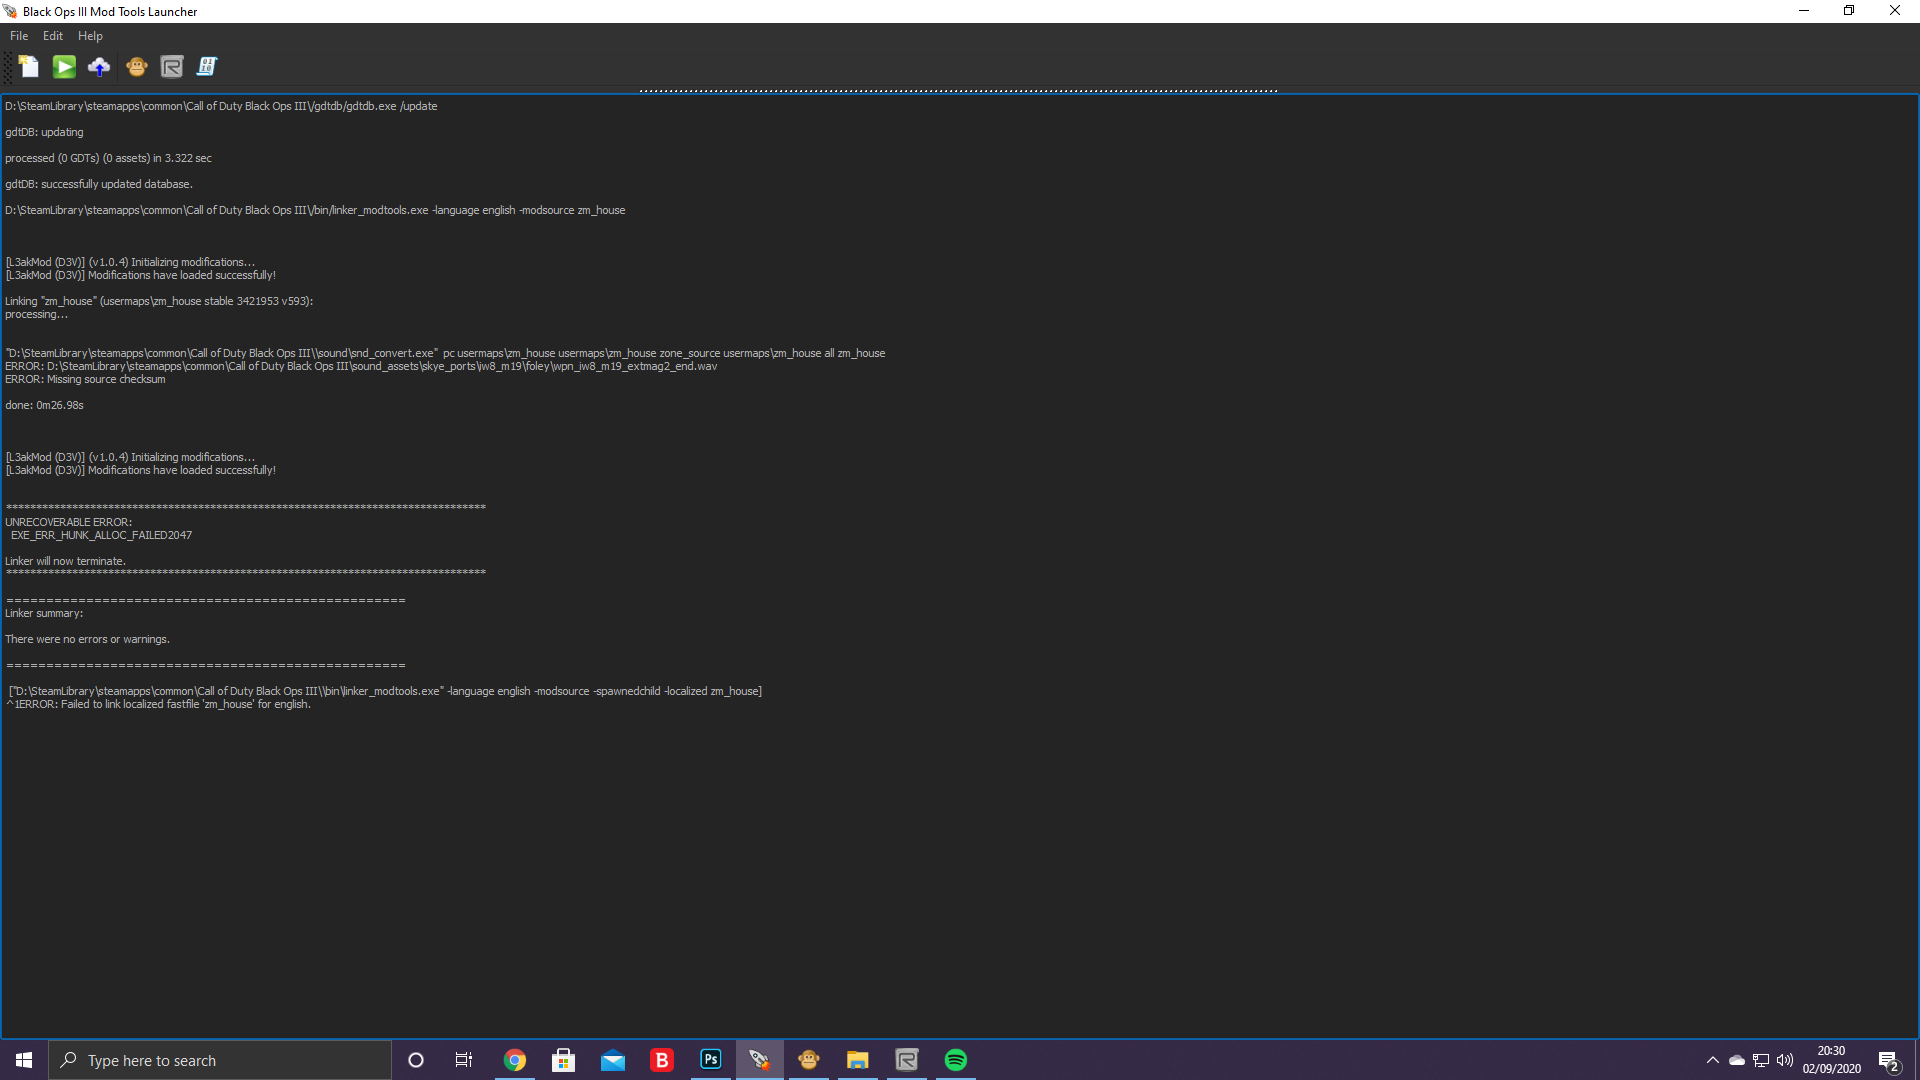 Black Ops III Mod Tools Launcher
File Edit Help
D:\SteamLibrary\steamapps\common\Call of Duty Black Ops III\/gdtdb/gdtdb.exe /update
gdtDB: updating
processed (0 GDTs) (0 assets) in 3.322 sec
gdtDB: successfully updated database.
D:\SteamLibrary\steamapps\common\Call of Duty Black Ops III\/bin/linker_modtools.exe -language english -modsource zm_house
[L3akMod (D3V)] (v1.0.4) Initializing modifications...
[L3akMod (D3V)] Modifications have loaded successfully!
Linking "zm_house" (usermaps\zm_house stable 3421953 v593):
processing...
"D:\SteamLibrary\steamapps\common\Call of Duty Black Ops III\\sound\snd_convert.exe"  pc usermaps\zm_house usermaps\zm_house zone_source usermaps\zm_house all zm_house
ERROR: D:\SteamLibrary\steamapps\common\Call of Duty Black Ops III\sound_assets\skye_ports\iw8_m19\foley\wpn_iw8_m19_extmag2_end.wav
ERROR: Missing source checksum
done: 0m26.98s
[L3akMod (D3V)] (v1.0.4) Initializing modifications...
[L3akMod (D3V)] Modifications have loaded successfully!
********************************************************************************
UNRECOVERABLE ERROR:
EXE_ERR_HUNK_ALLOC_FAILED2047
Linker will now terminate.
********************************************************************************
==================================================
Linker summary:
There were no errors or warnings.
==================================================
["D:\SteamLibrary\steamapps\common\Call of Duty Black Ops III\\bin\linker_modtools.exe" -language english -modsource -spawnedchild -localized zm_house]
^1ERROR: Failed to link localized fastfile 'zm_house' for english.
Type here to search
B
Ps
20:30
02/09/2020
2